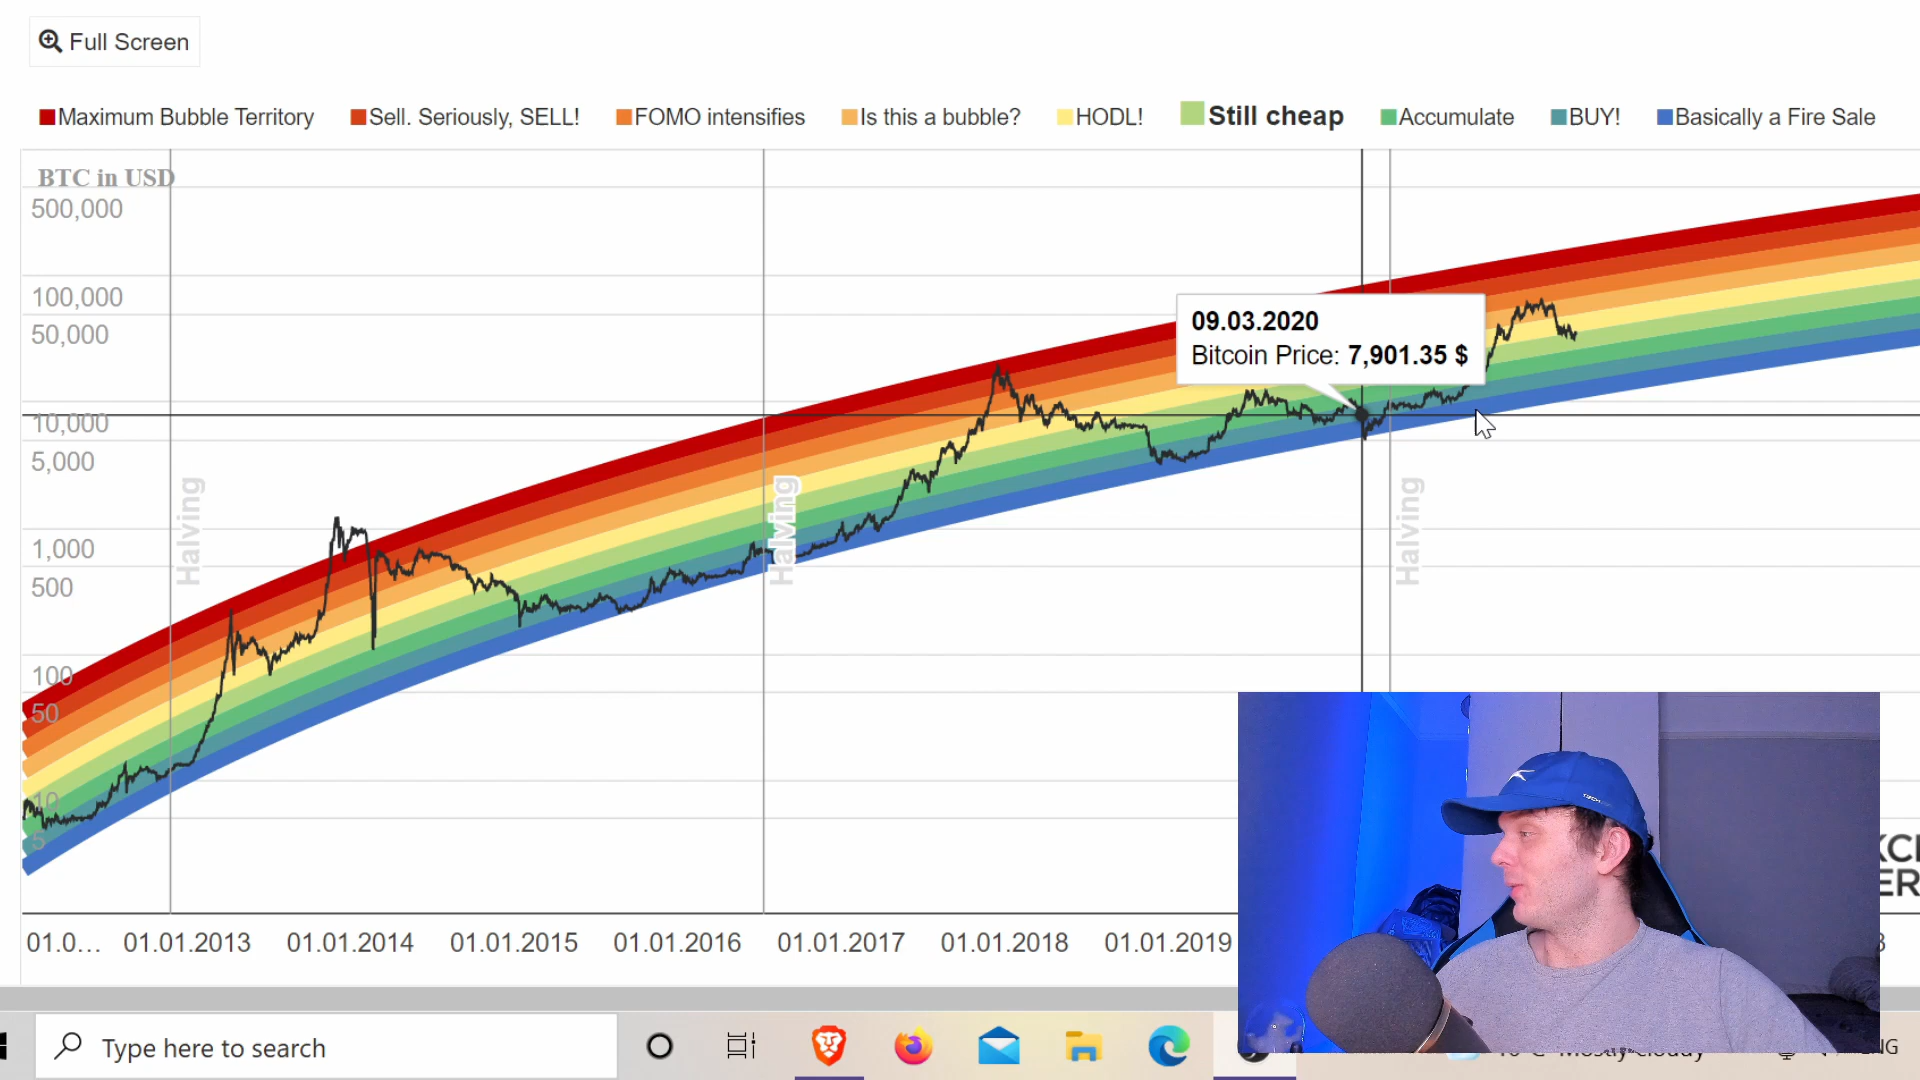 Full Screen
Maximum Bubble Territory Sell. Seriously, SELL! FOMO intensifies Is this a bubble? HODL! Still cheap Accumulate BUY! Basically a Fire Sale
BTC in USD
500,000
100,000
50,000
09.03.2020
Bitcoin Price: 7,901.35 $
10,000
5,000
Halving
Halving
Halving
1,000
500
100
50
10
5
01.0... 01.01.2013 01.01.2014 01.01.2015 01.01.2016 01.01.2017 01.01.2018 01.01.2019
Type here to search
Mostly cloudy